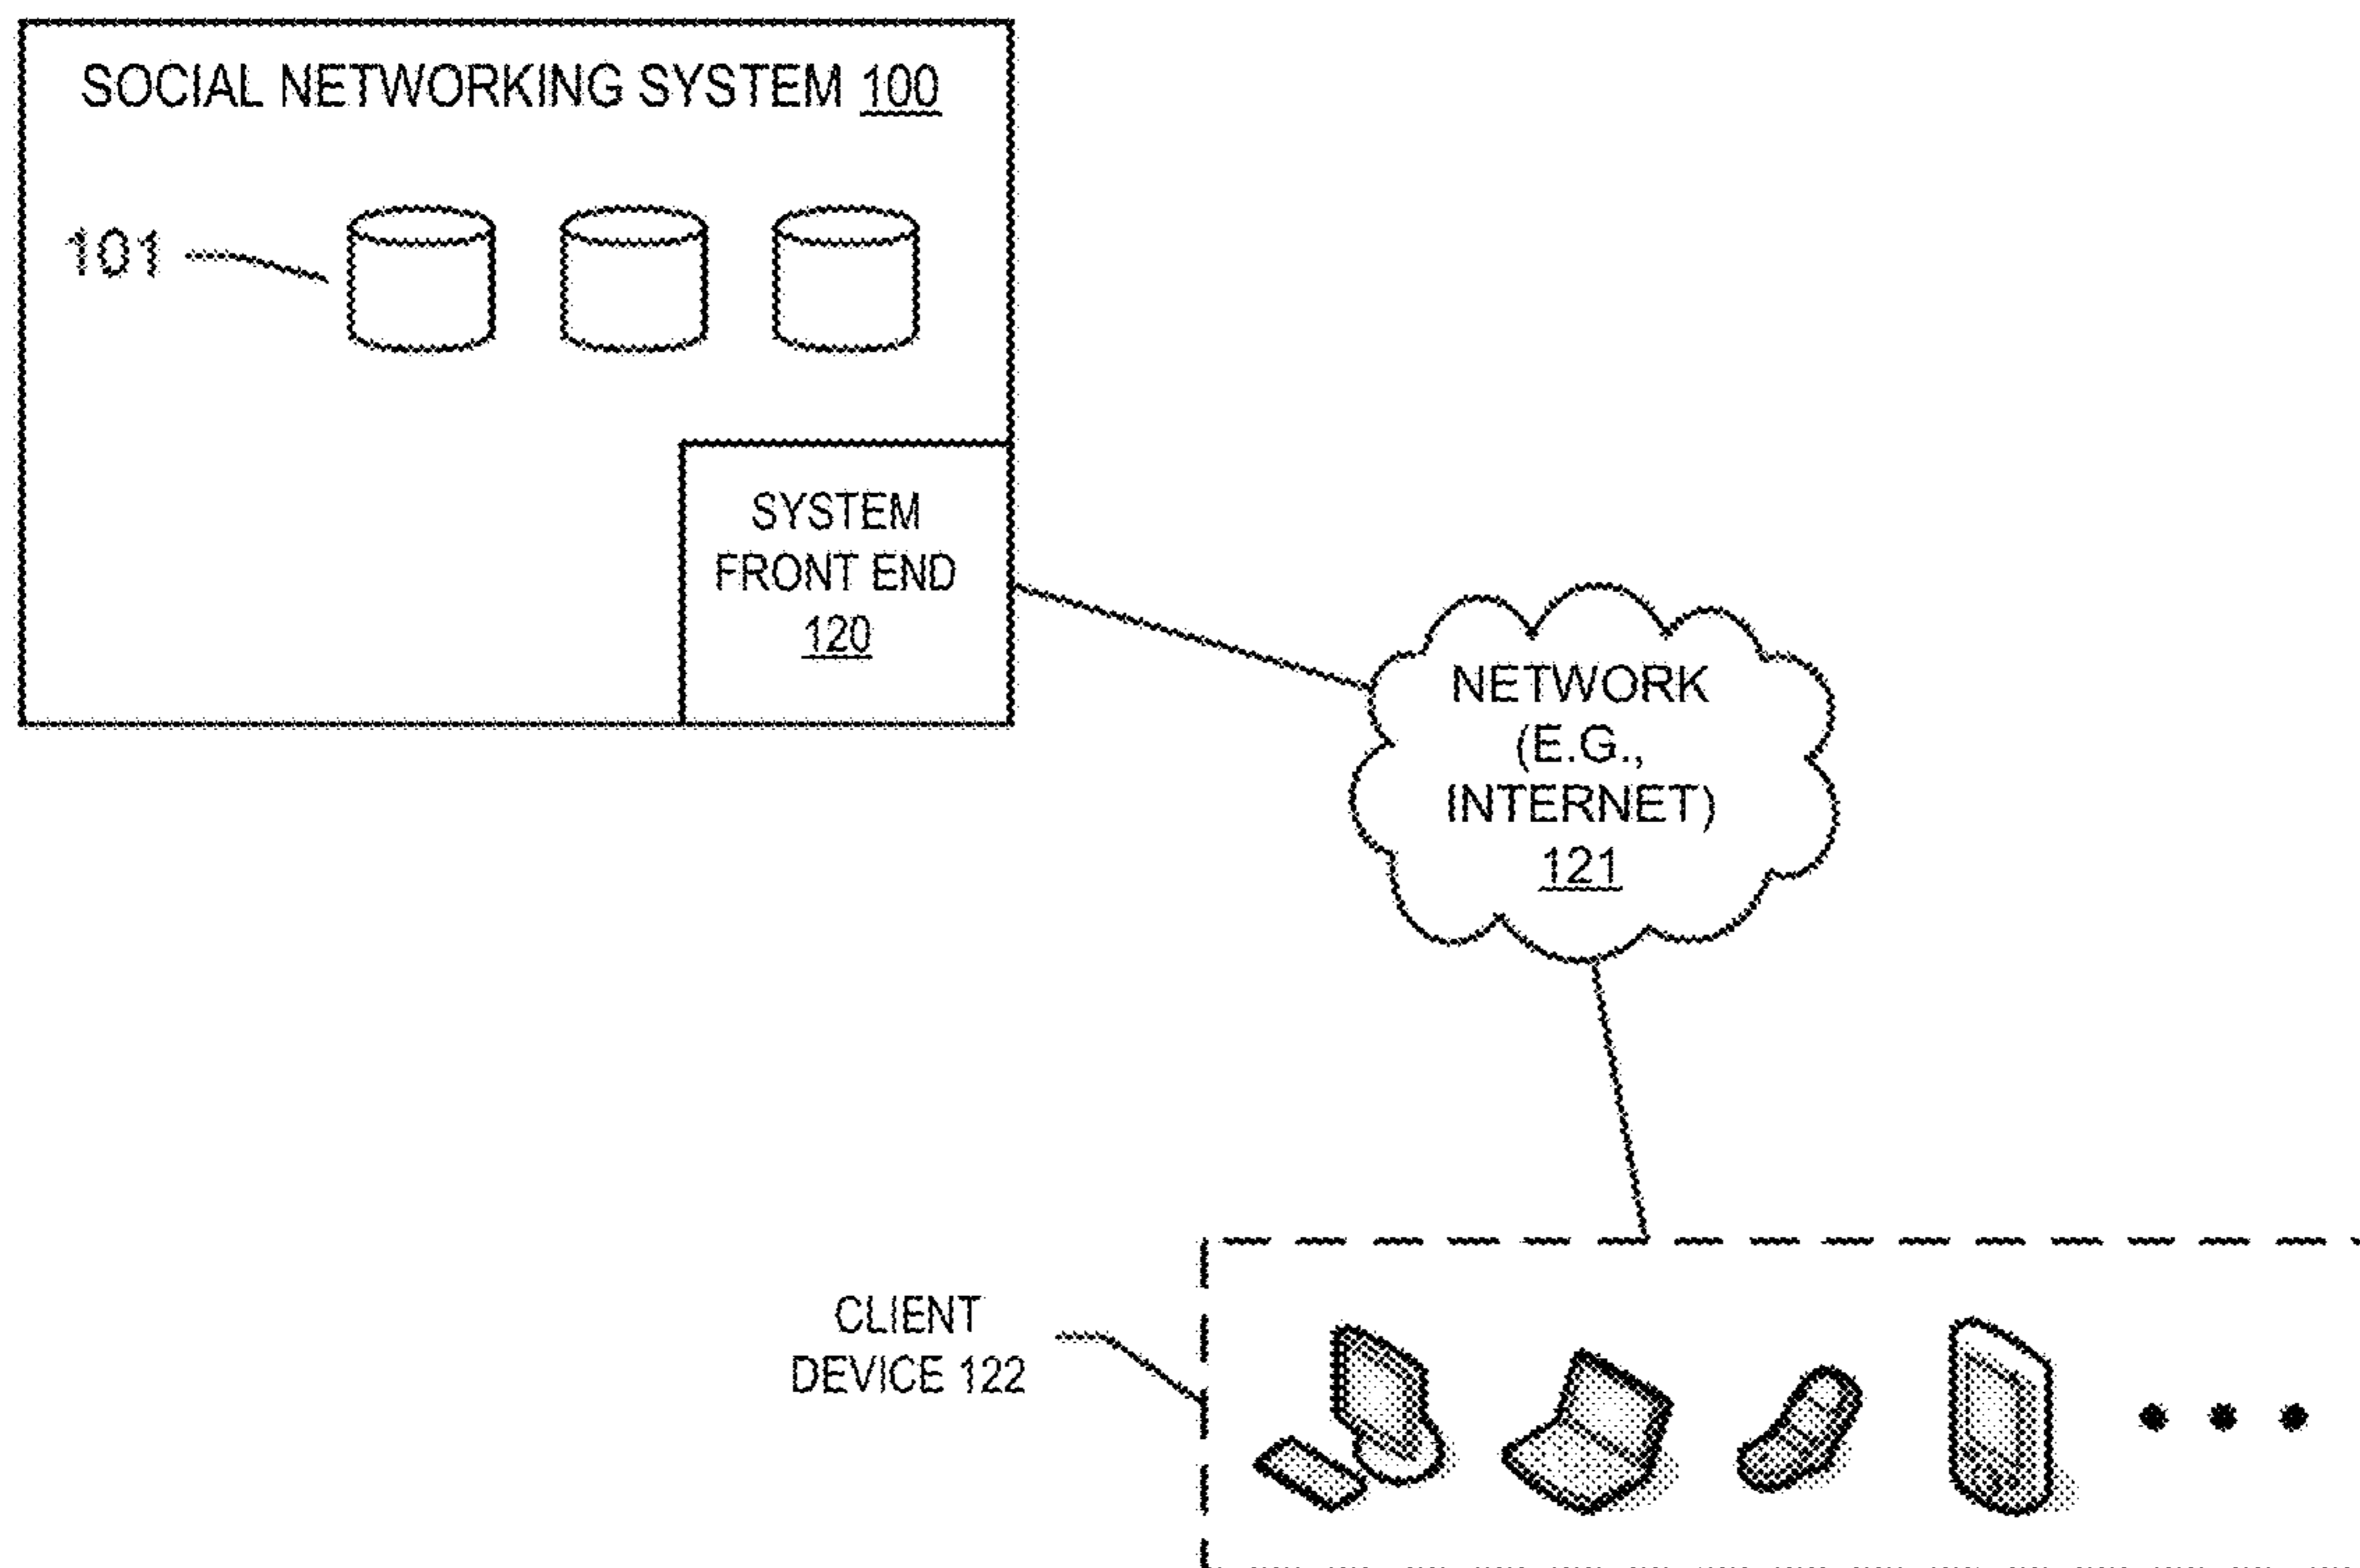 SOCIAL NETWORKING SYSTEM 100
101
SYSTEM
FRONT END
120
NETWORK
(E.G.,
INTERNET)
121
CLIENT
DEVICE 122